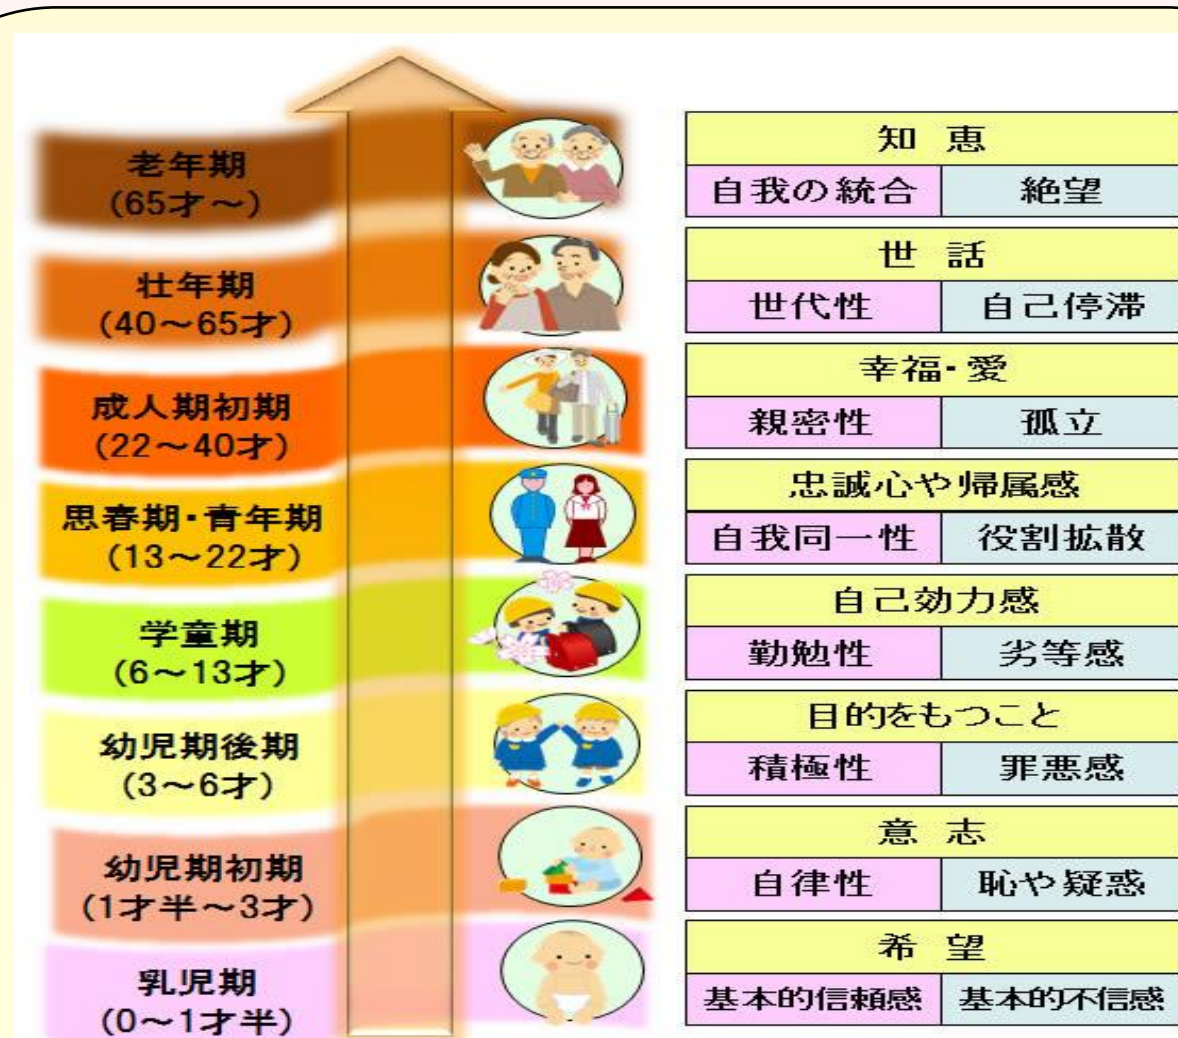 老年期
(65才～)
知 恵
自我の統合 絶望
壮年期
(40～65才)
世 話
世代性 自己停滞
成人期初期
(22～40才)
幸福・愛
親密性 孤立
思春期・青年期
(13～22才)
忠誠心や帰属感
自我同一性 役割拡散
学童期
(6～13才)
自己効力感
勤勉性 劣等感
幼児期後期
(3～6才)
目的をもつこと
積極性 罪悪感
幼児期初期
(1才半～3才)
意 志
自律性 恥や疑惑
乳児期
(0～1才半)
希 望
基本的信頼感 基本的不信感